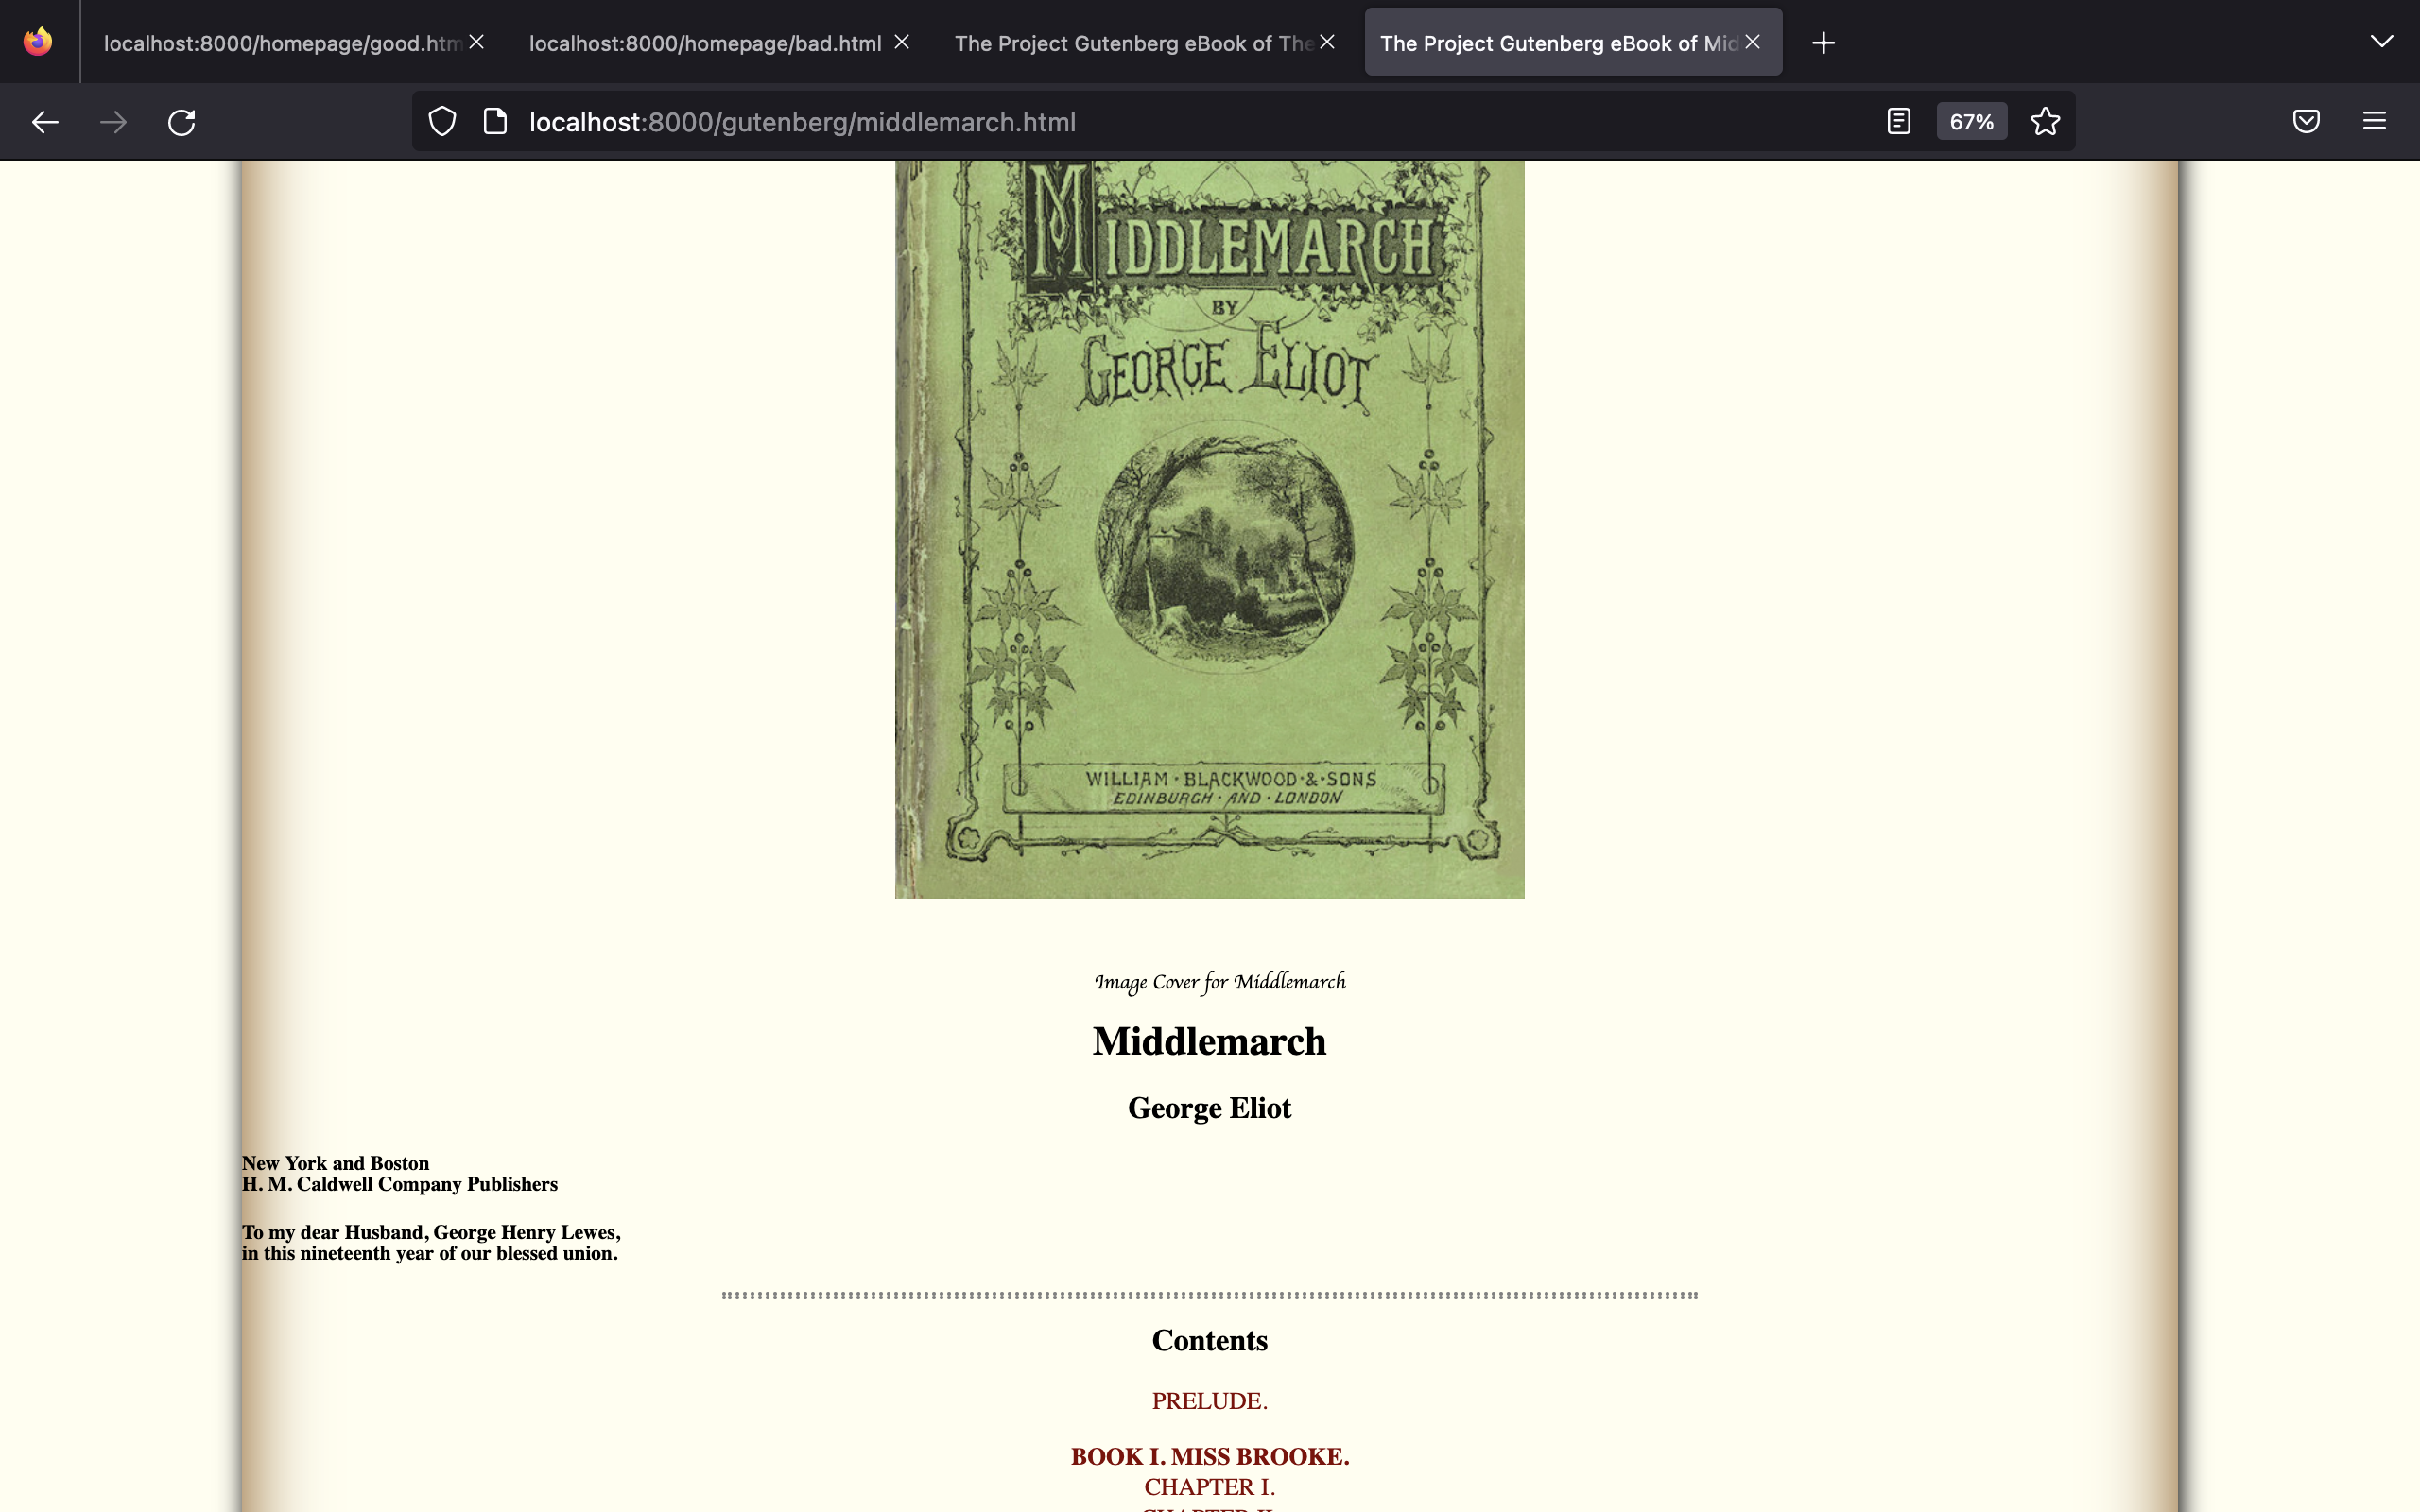 localhost:8000/homepage/good.htm
localhost:8000/homepage/bad.html
The Project Gutenberg eBook of The
The Project Gutenberg eBook of Mid
localhost:8000/gutenberg/middlemarch.html
67%
MIDDLEMARCH
BY
GEORGE ELIOT
WILLIAM · BLACKWOOD · & · SONS
EDINBURGH · AND · LONDON
Image Cover for Middlemarch
Middlemarch
George Eliot
New York and Boston
H. M. Caldwell Company Publishers
To my dear Husband, George Henry Lewes,
in this nineteenth year of our blessed union.
Contents
PRELUDE.
BOOK I. MISS BROOKE.
CHAPTER I.